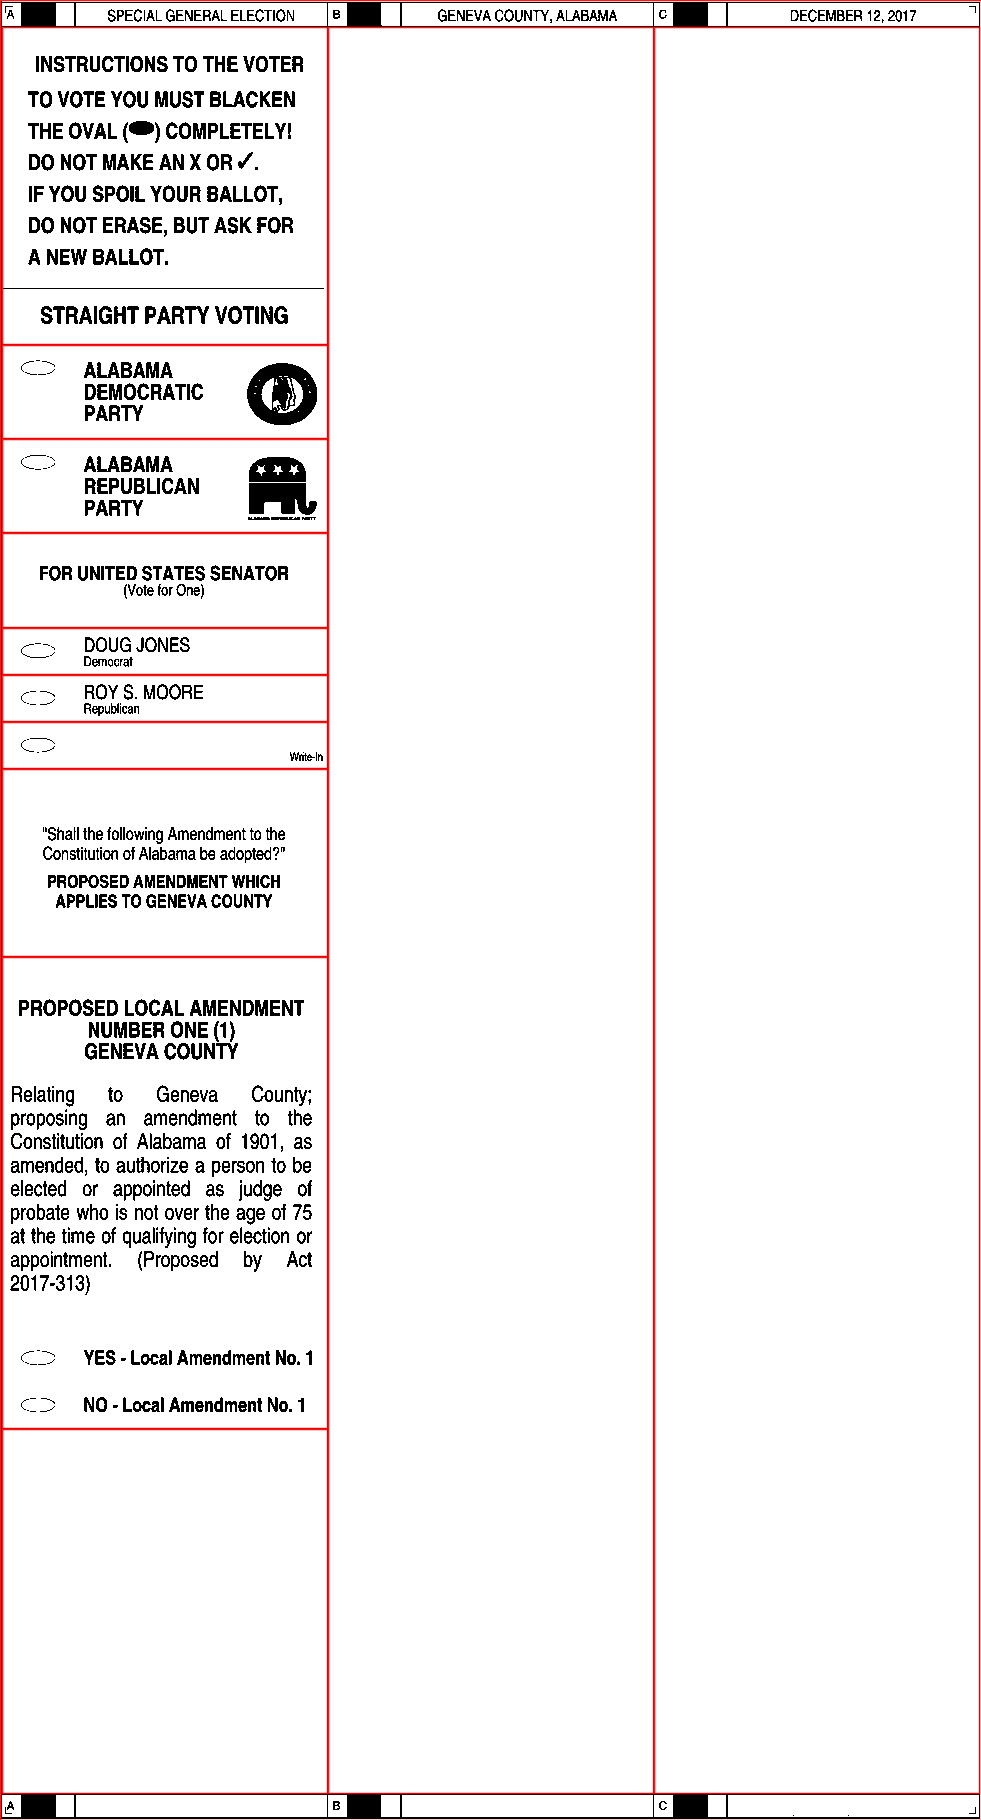 A SPECIAL GENERAL ELECTION B GENEVA COUNTY, ALABAMA C DECEMBER 12, 2017
INSTRUCTIONS TO THE VOTER
TO VOTE YOU MUST BLACKEN
THE OVAL ( ) COMPLETELY!
DO NOT MAKE AN X OR ✓.
IF YOU SPOIL YOUR BALLOT,
DO NOT ERASE, BUT ASK FOR
A NEW BALLOT.
STRAIGHT PARTY VOTING
ALABAMA
DEMOCRATIC
PARTY
ALABAMA
REPUBLICAN
PARTY
ALABAMA REPUBLICAN PARTY
FOR UNITED STATES SENATOR
(Vote for One)
DOUG JONES
Democrat
ROY S. MOORE
Republican
Write-In
"Shall the following Amendment to the
Constitution of Alabama be adopted?"
PROPOSED AMENDMENT WHICH
APPLIES TO GENEVA COUNTY
PROPOSED LOCAL AMENDMENT
NUMBER ONE (1)
GENEVA COUNTY
Relating to Geneva County;
proposing an amendment to the
Constitution of Alabama of 1901, as
amended, to authorize a person to be
elected or appointed as judge of
probate who is not over the age of 75
at the time of qualifying for election or
appointment. (Proposed by Act
2017-313)
YES - Local Amendment No. 1
NO - Local Amendment No. 1
A B C